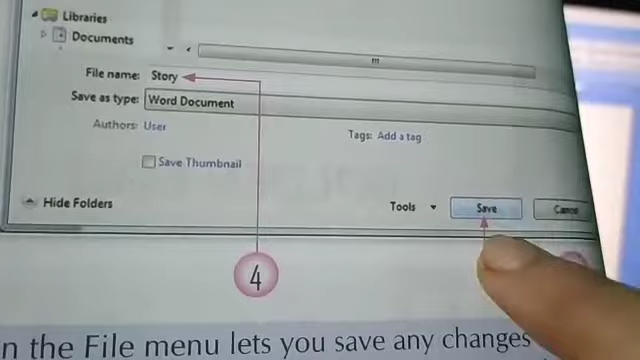 Libraries
Documents
File name: Story
Save as type: Word Document
Authors: User
Tags: Add a tag
Save Thumbnail
Hide Folders
Tools
Save
Cancel
4
n the File menu lets you save any changes